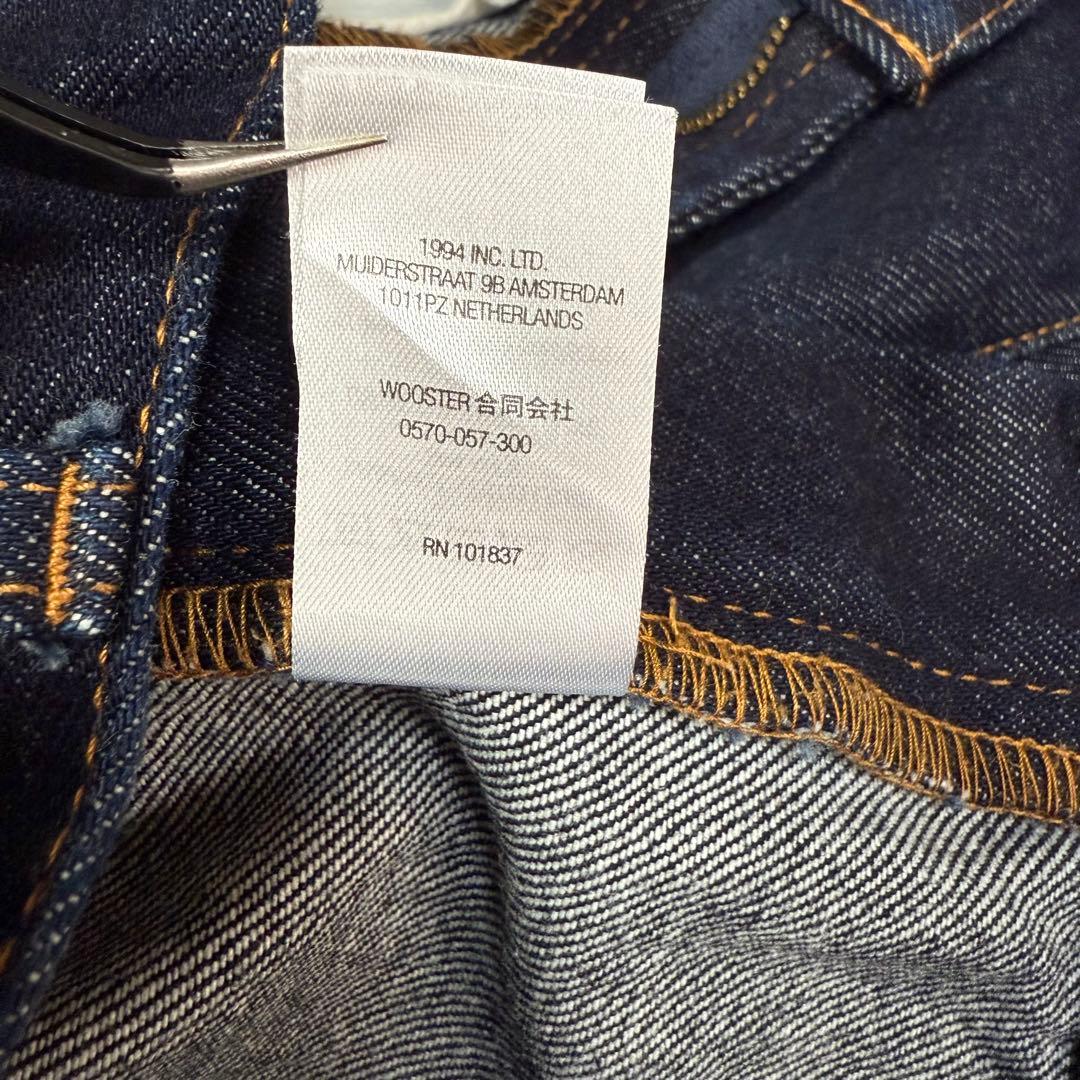 1994 INC. LTD.
MUIDERSTRAAT 9B AMSTERDAM
1011PZ NETHERLANDS
WOOSTER 合同会社
0570-057-300
RN 101837